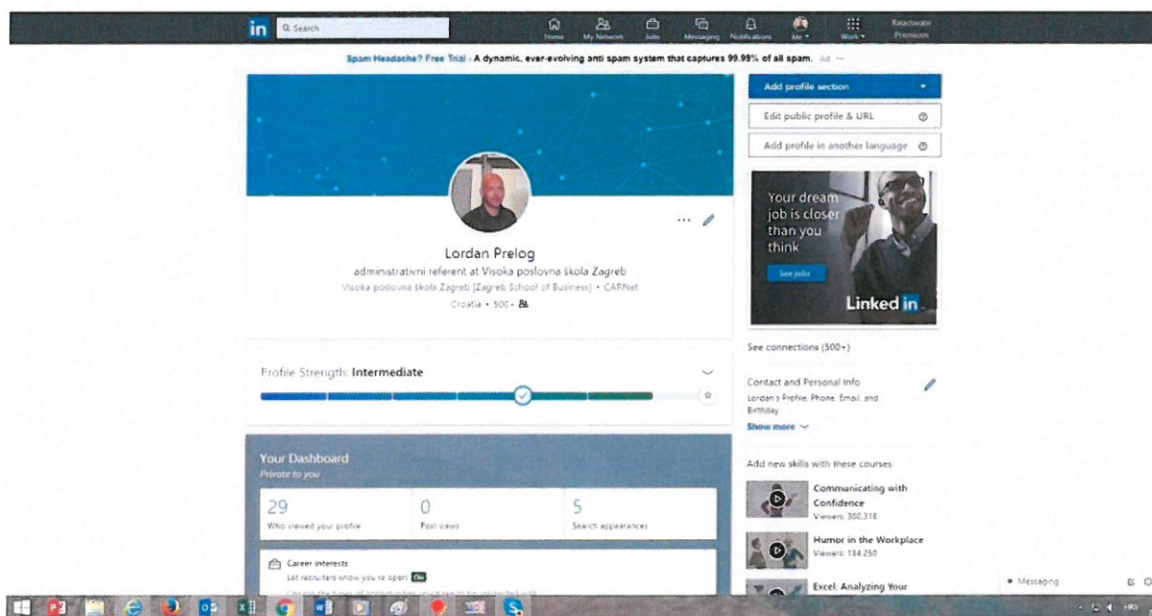 in Search
Home My Network Jobs Messaging Notifications Me Work Reactivate Premium
Spam Headache? Free Trial - A dynamic, ever-evolving anti spam system that captures 99.99% of all spam. Ad ...
Lordan Prelog
administrativni referent at Visoka poslovna škola Zagreb
Visoka poslovna škola Zagreb [Zagreb School of Business] • CARNet
Croatia • 500+
Profile Strength: Intermediate
Your Dashboard
Private to you
29
Who viewed your profile
0
Post views
5
Search appearances
Career interests
Let recruiters know you're open On
Add profile section
Edit public profile & URL
Add profile in another language
Your dream
job is closer
than you
think
See jobs
Linked in
See connections (500+)
Contact and Personal Info
Lordan's Profile, Phone, Email, and
Birthday
Show more
Add new skills with these courses
Communicating with
Confidence
Viewers: 300,316
Humor in the Workplace
Viewers: 134,250
Excel: Analyzing Your
Messaging
HRV